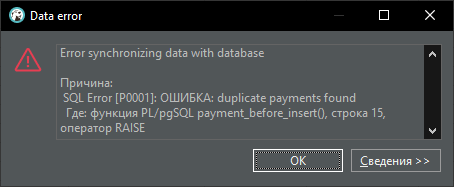 Data error
Error synchronizing data with database
Причина:
SQL Error [P0001]: ОШИБКА: duplicate payments found
Где: функция PL/pgSQL payment_before_insert(), строка 15,
оператор RAISE
ОК
Сведения >>